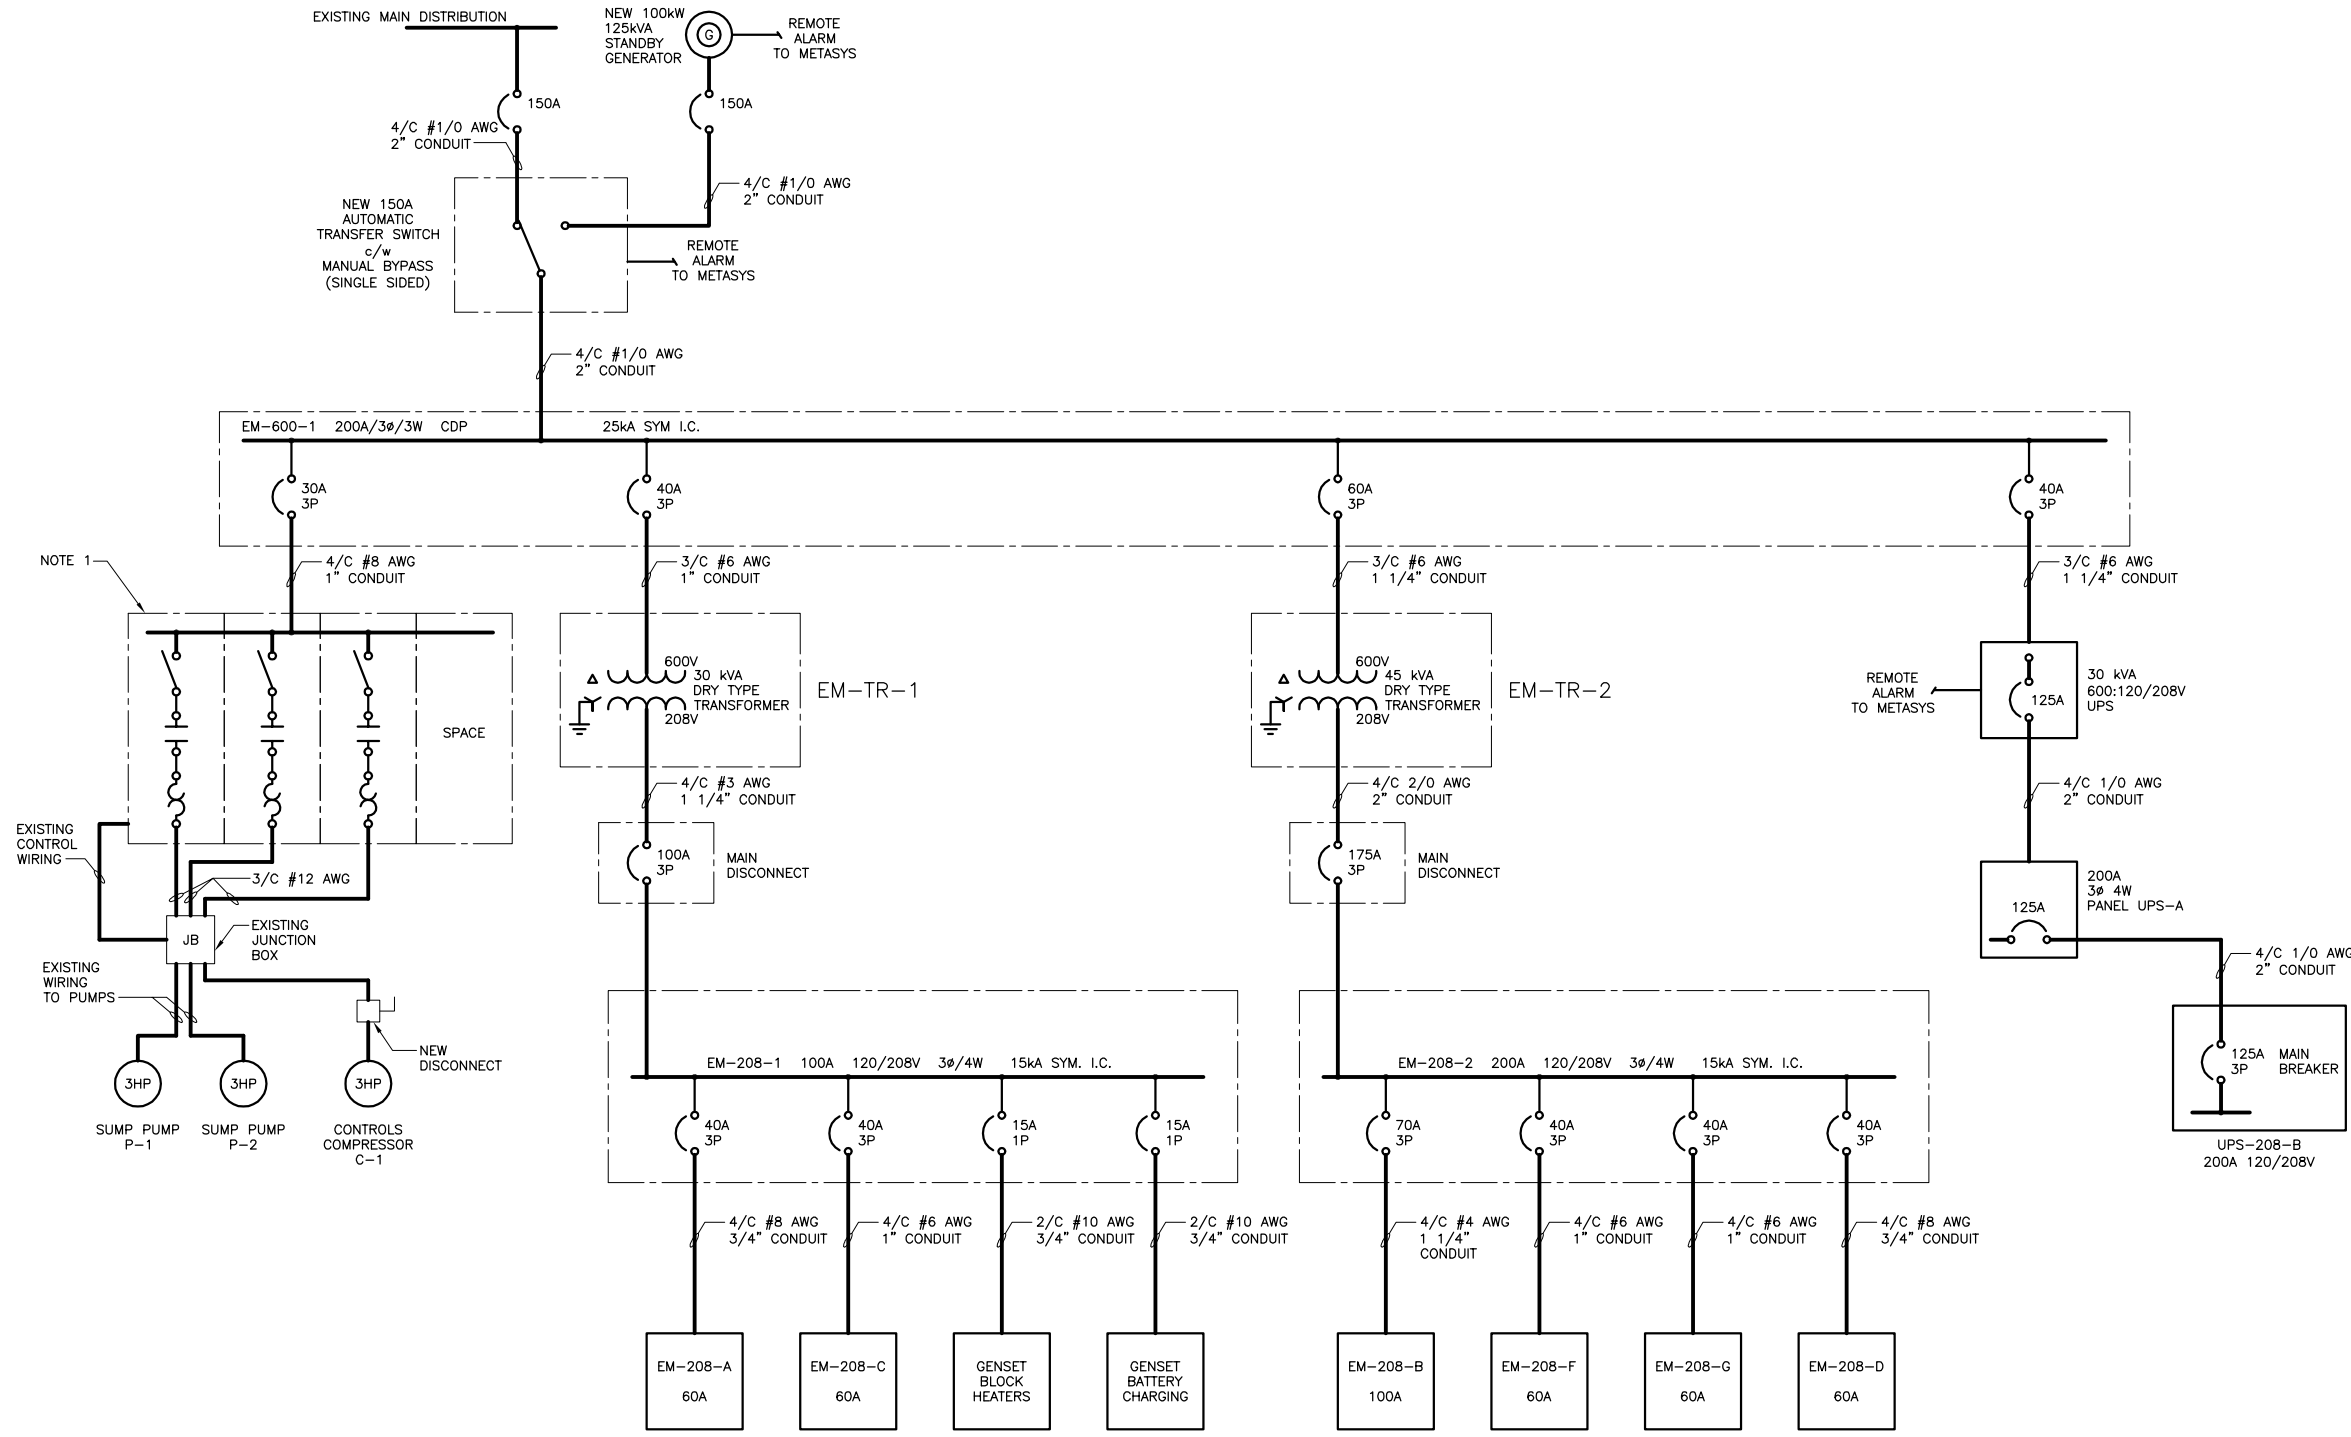 EXISTING MAIN DISTRIBUTION
NEW 100kW
125kVA
STANDBY
GENERATOR
G
REMOTE
ALARM
TO METASYS
150A
150A
4/C #1/0 AWG
2" CONDUIT
4/C #1/0 AWG
2" CONDUIT
NEW 150A
AUTOMATIC
TRANSFER SWITCH
c/w
MANUAL BYPASS
(SINGLE SIDED)
REMOTE
ALARM
TO METASYS
4/C #1/0 AWG
2" CONDUIT
EM-600-1 200A/3ø/3W CDP 25kA SYM I.C.
30A
3P
40A
3P
60A
3P
40A
3P
NOTE 1
4/C #8 AWG
1" CONDUIT
3/C #6 AWG
1" CONDUIT
3/C #6 AWG
1 1/4" CONDUIT
3/C #6 AWG
1 1/4" CONDUIT
SPACE
600V
30 kVA
DRY TYPE
TRANSFORMER
208V
EM-TR-1
600V
45 kVA
DRY TYPE
TRANSFORMER
208V
EM-TR-2
REMOTE
ALARM
TO METASYS
125A
30 kVA
600:120/208V
UPS
4/C #3 AWG
1 1/4" CONDUIT
4/C 2/0 AWG
2" CONDUIT
4/C 1/0 AWG
2" CONDUIT
EXISTING
CONTROL
WIRING
3/C #12 AWG
100A
3P
MAIN
DISCONNECT
175A
3P
MAIN
DISCONNECT
125A
200A
3ø 4W
PANEL UPS-A
JB
EXISTING
JUNCTION
BOX
EXISTING
WIRING
TO PUMPS
4/C 1/0 AWG
2" CONDUIT
NEW
DISCONNECT
3HP
3HP
3HP
SUMP PUMP
P-1
SUMP PUMP
P-2
CONTROLS
COMPRESSOR
C-1
EM-208-1 100A 120/208V 3ø/4W 15kA SYM. I.C.
EM-208-2 200A 120/208V 3ø/4W 15kA SYM. I.C.
125A
3P
MAIN
BREAKER
UPS-208-B
200A 120/208V
40A
3P
40A
3P
15A
1P
15A
1P
70A
3P
40A
3P
40A
3P
40A
3P
4/C #8 AWG
3/4" CONDUIT
4/C #6 AWG
1" CONDUIT
2/C #10 AWG
3/4" CONDUIT
2/C #10 AWG
3/4" CONDUIT
4/C #4 AWG
1 1/4"
CONDUIT
4/C #6 AWG
1" CONDUIT
4/C #6 AWG
1" CONDUIT
4/C #8 AWG
3/4" CONDUIT
EM-208-A
60A
EM-208-C
60A
GENSET
BLOCK
HEATERS
GENSET
BATTERY
CHARGING
EM-208-B
100A
EM-208-F
60A
EM-208-G
60A
EM-208-D
60A